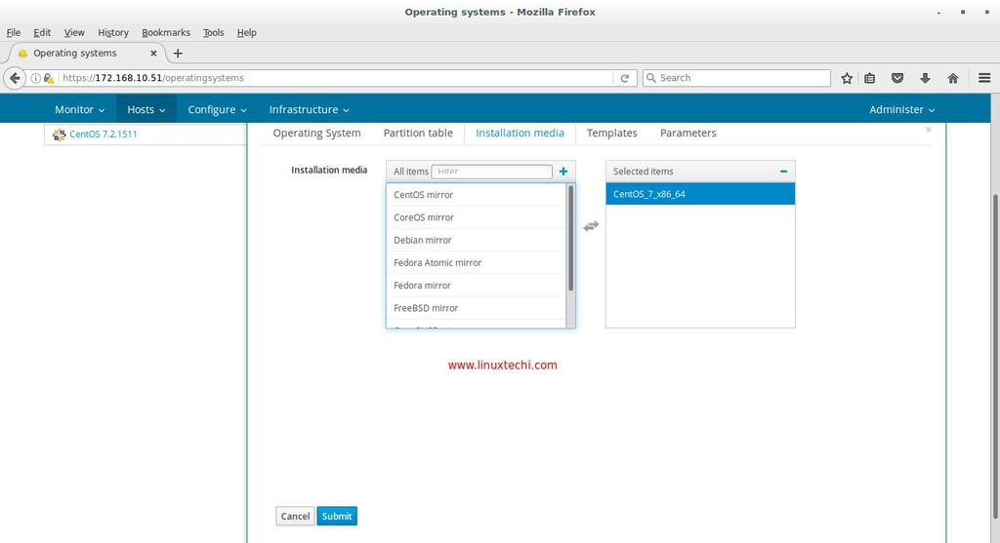 Operating systems - Mozilla Firefox
File Edit View History Bookmarks Tools Help
Operating systems
https://172.168.10.51/operatingsystems
Search
Monitor Hosts Configure Infrastructure Administer
CentOS 7.2.1511
Operating System Partition table Installation media Templates Parameters
Installation media
All items Filter
CentOS mirror
CoreOS mirror
Debian mirror
Fedora Atomic mirror
Fedora mirror
FreeBSD mirror
Selected items
CentOS_7_x86_64
www.linuxtechi.com
Cancel Submit